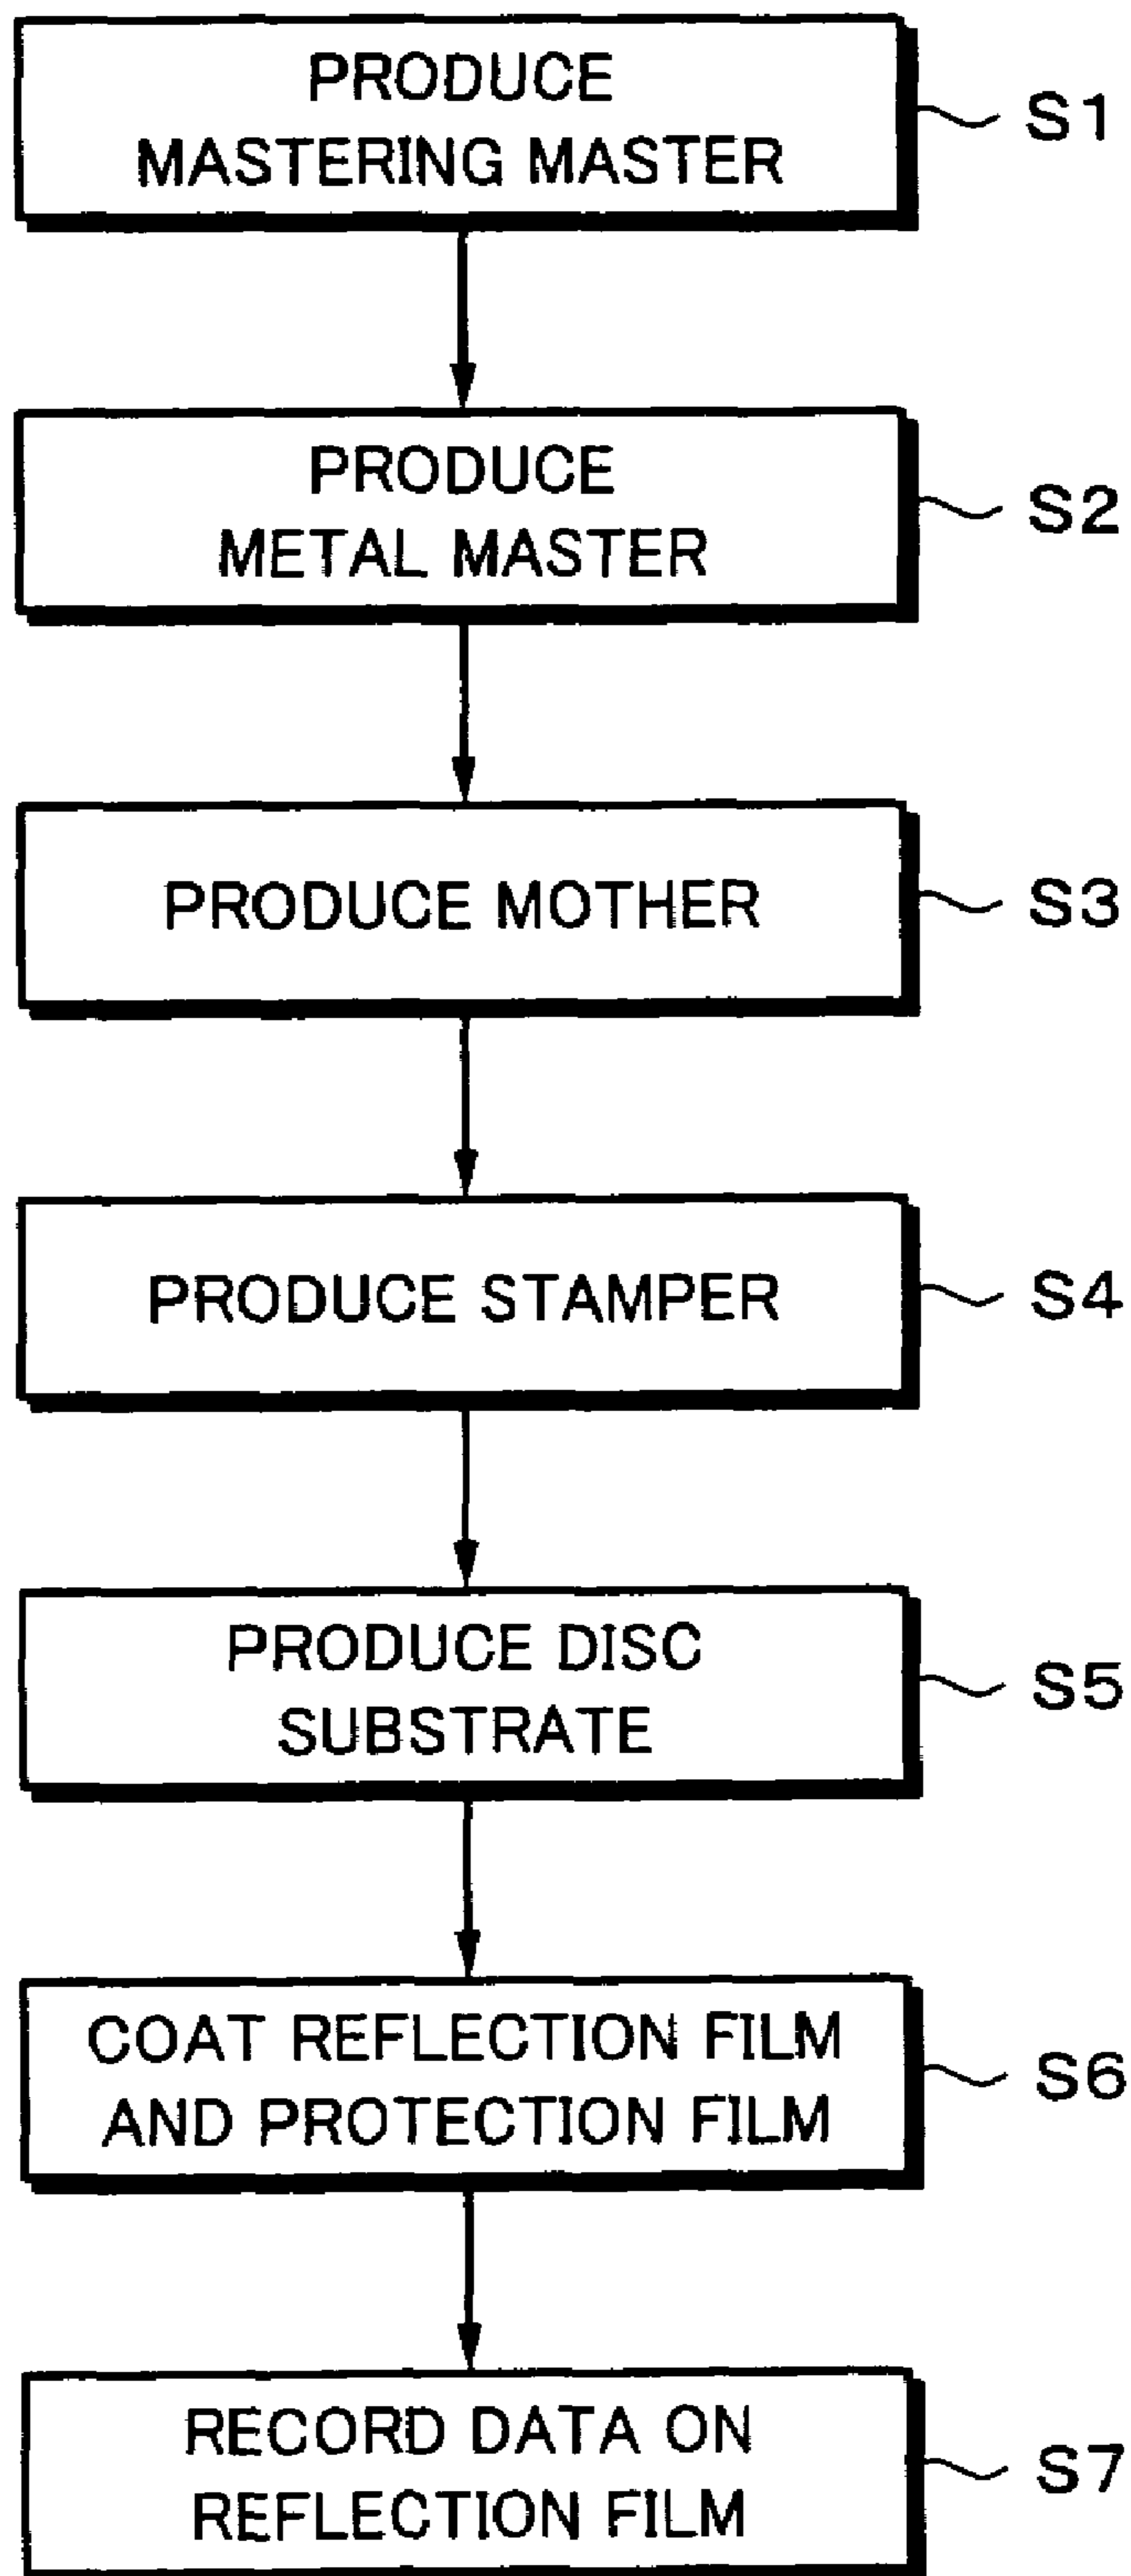 PRODUCE
MASTERING MASTER
S1
PRODUCE
METAL MASTER
S2
PRODUCE MOTHER
S3
PRODUCE STAMPER
S4
PRODUCE DISC
SUBSTRATE
S5
COAT REFLECTION FILM
AND PROTECTION FILM
S6
RECORD DATA ON
REFLECTION FILM
S7